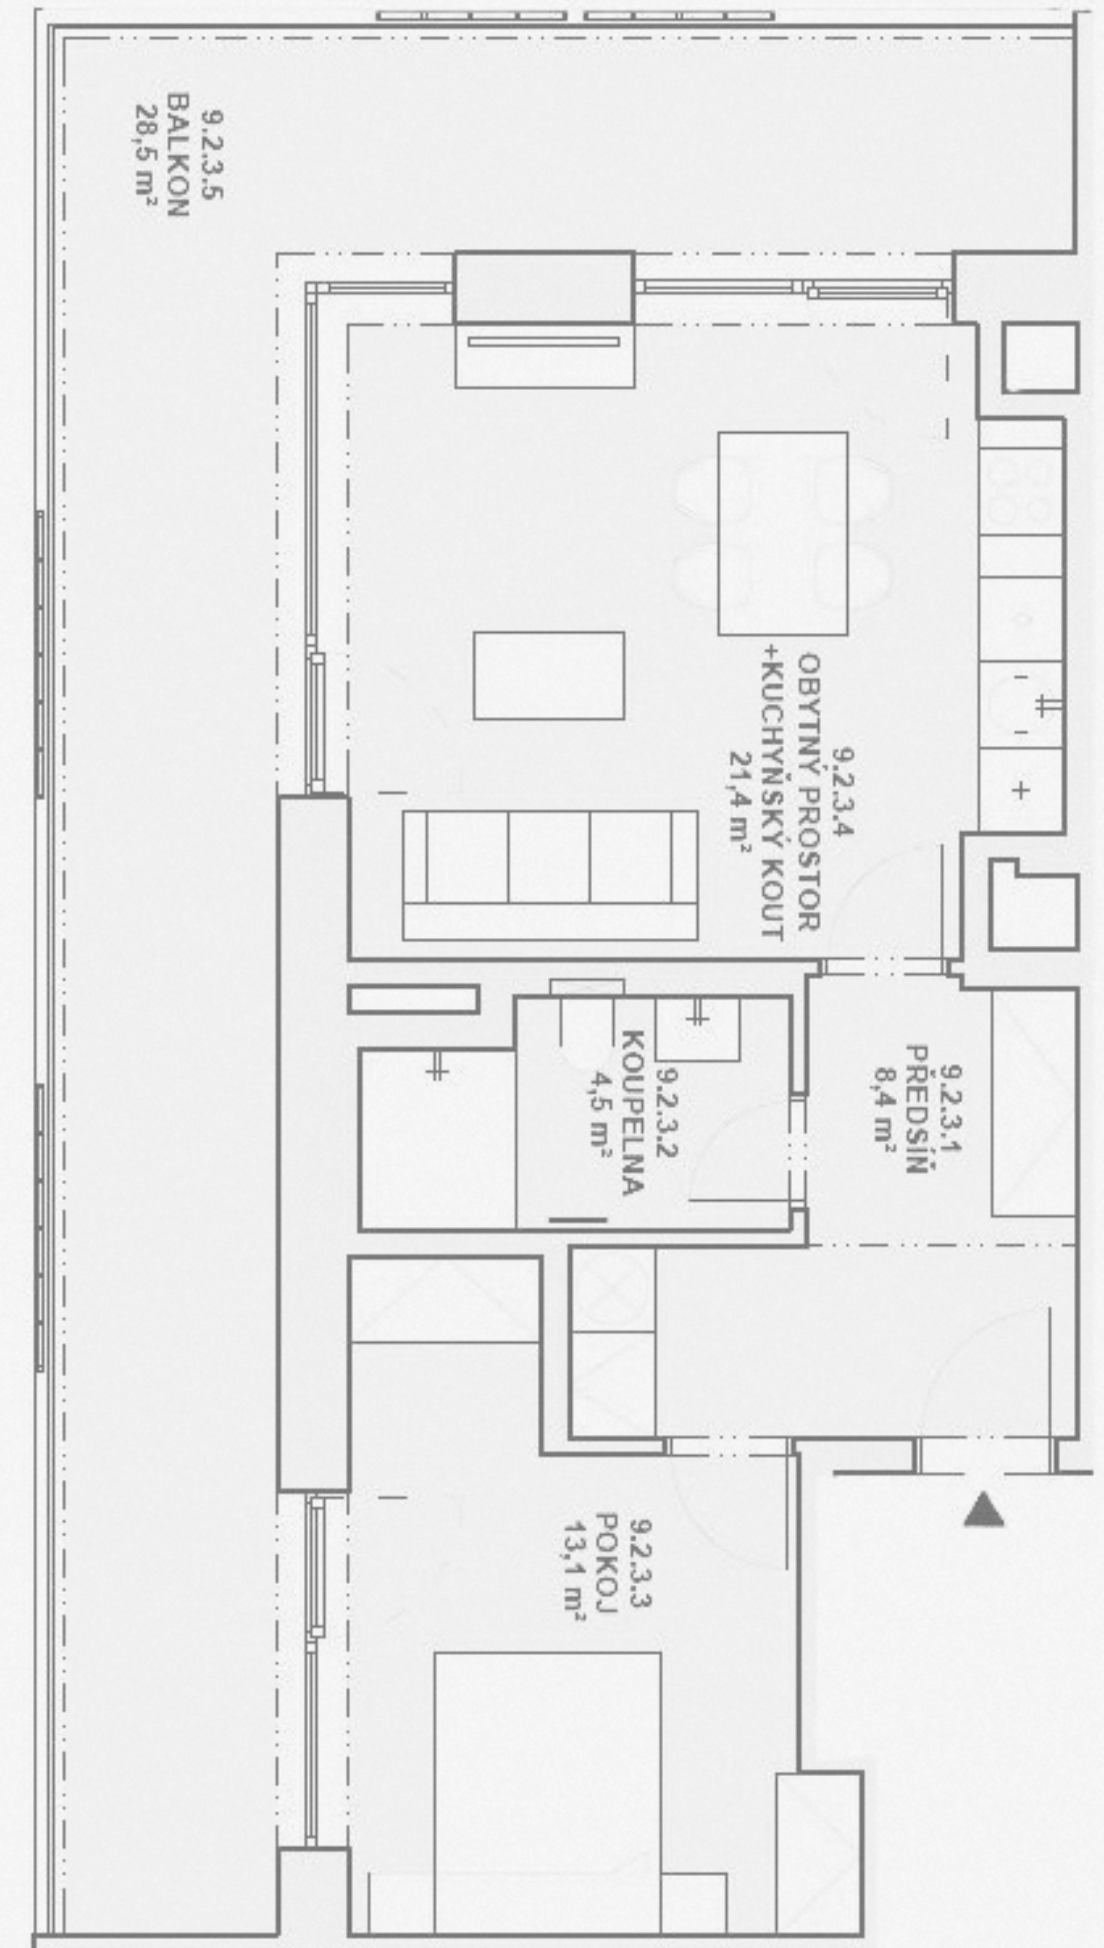 9.2.3.5
BALKON
28,5 m²
9.2.3.4
OBYTNÝ PROSTOR
+KUCHYŇSKÝ KOUT
21,4 m²
9.2.3.1
PŘEDSÍŇ
8,4 m²
9.2.3.2
KOUPELNA
4,5 m²
9.2.3.3
POKOJ
13,1 m²